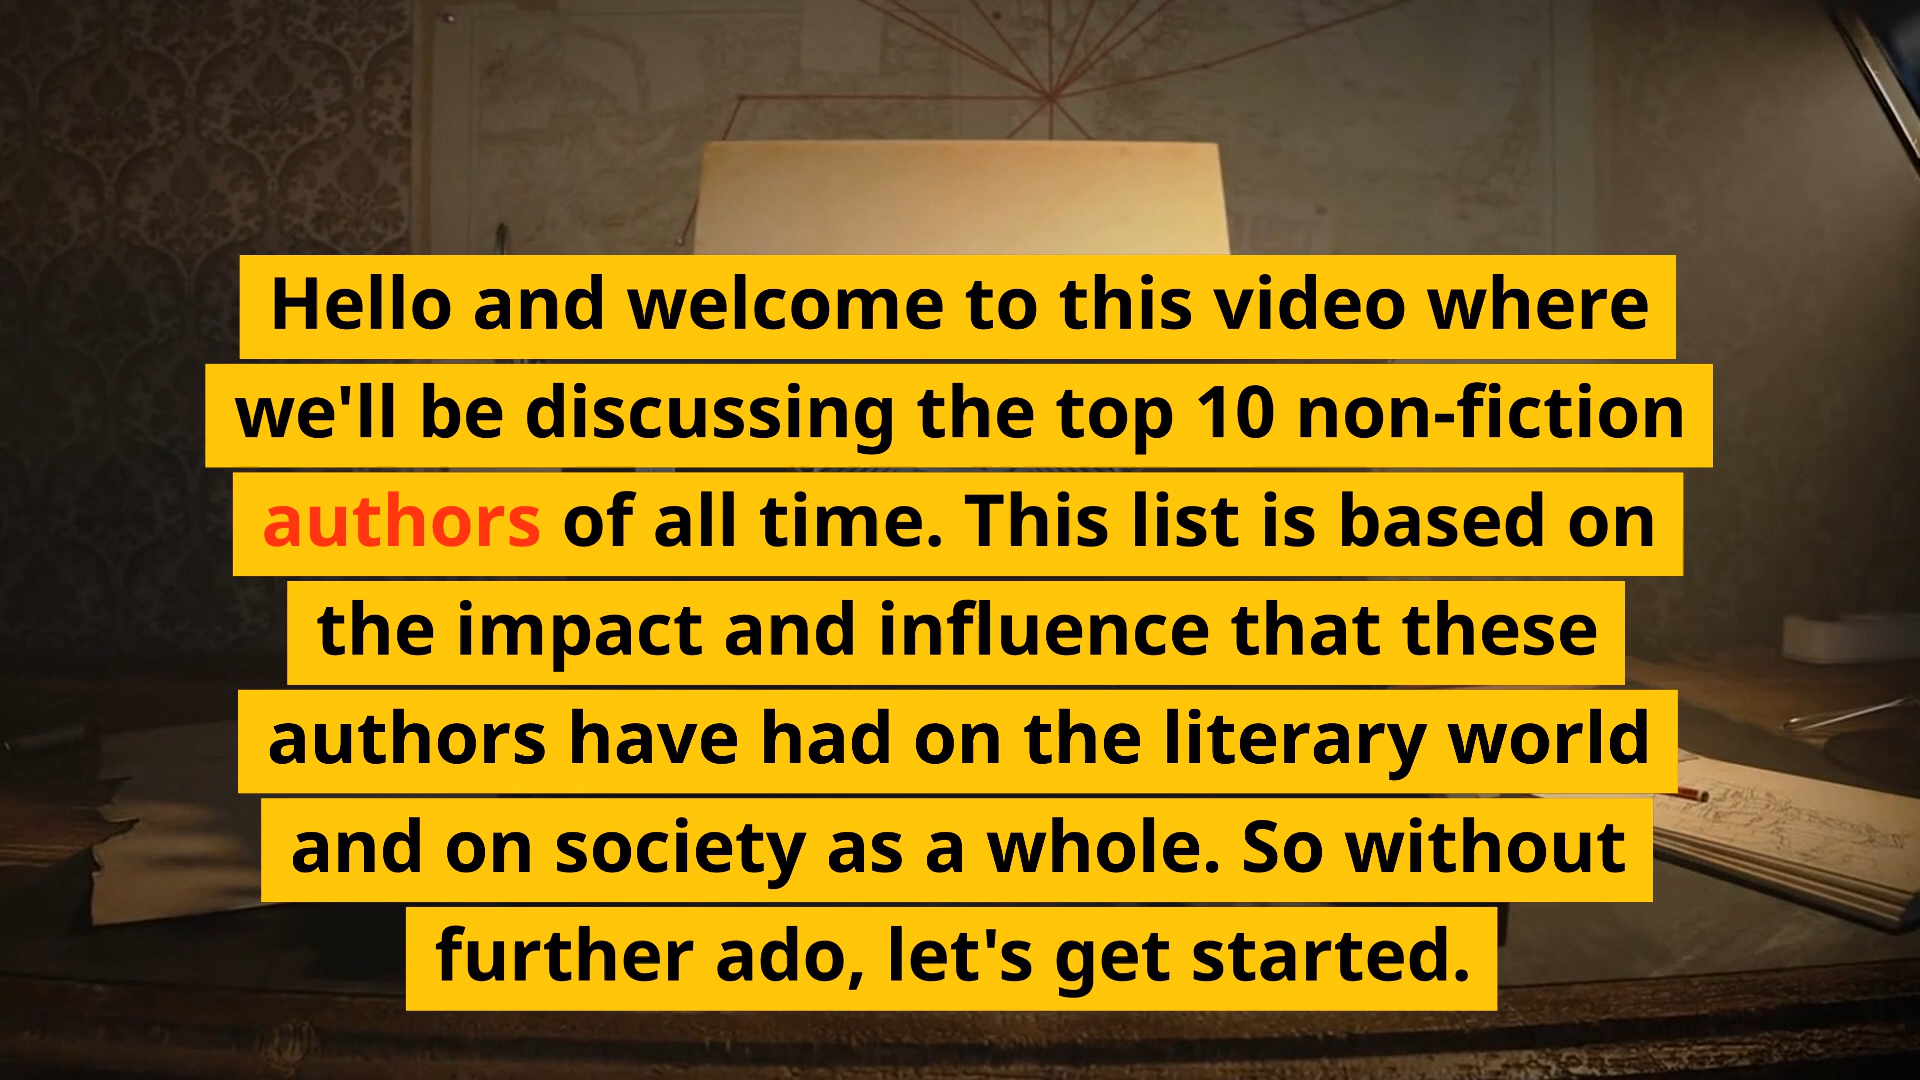 Hello and welcome to this video where
we'll be discussing the top 10 non-fiction
authors of all time. This list is based on
the impact and influence that these
authors have had on the literary world
and on society as a whole. So without
further ado, let's get started.